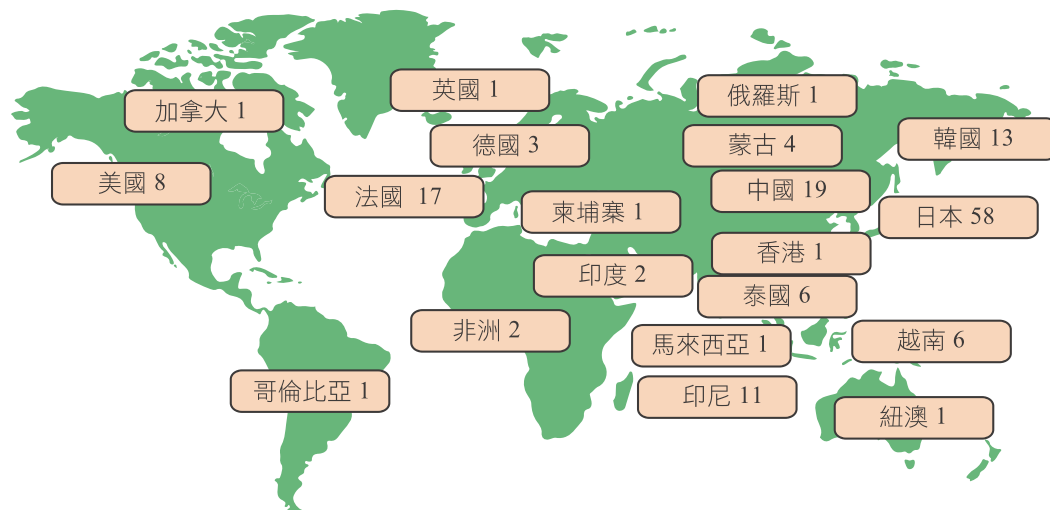 英國 1
俄羅斯 1
加拿大 1
德國 3
蒙古 4
韓國 13
美國 8
法國 17
中國 19
柬埔寨 1
日本 58
香港 1
印度 2
泰國 6
非洲 2
馬來西亞 1
越南 6
哥倫比亞 1
印尼 11
紐澳 1